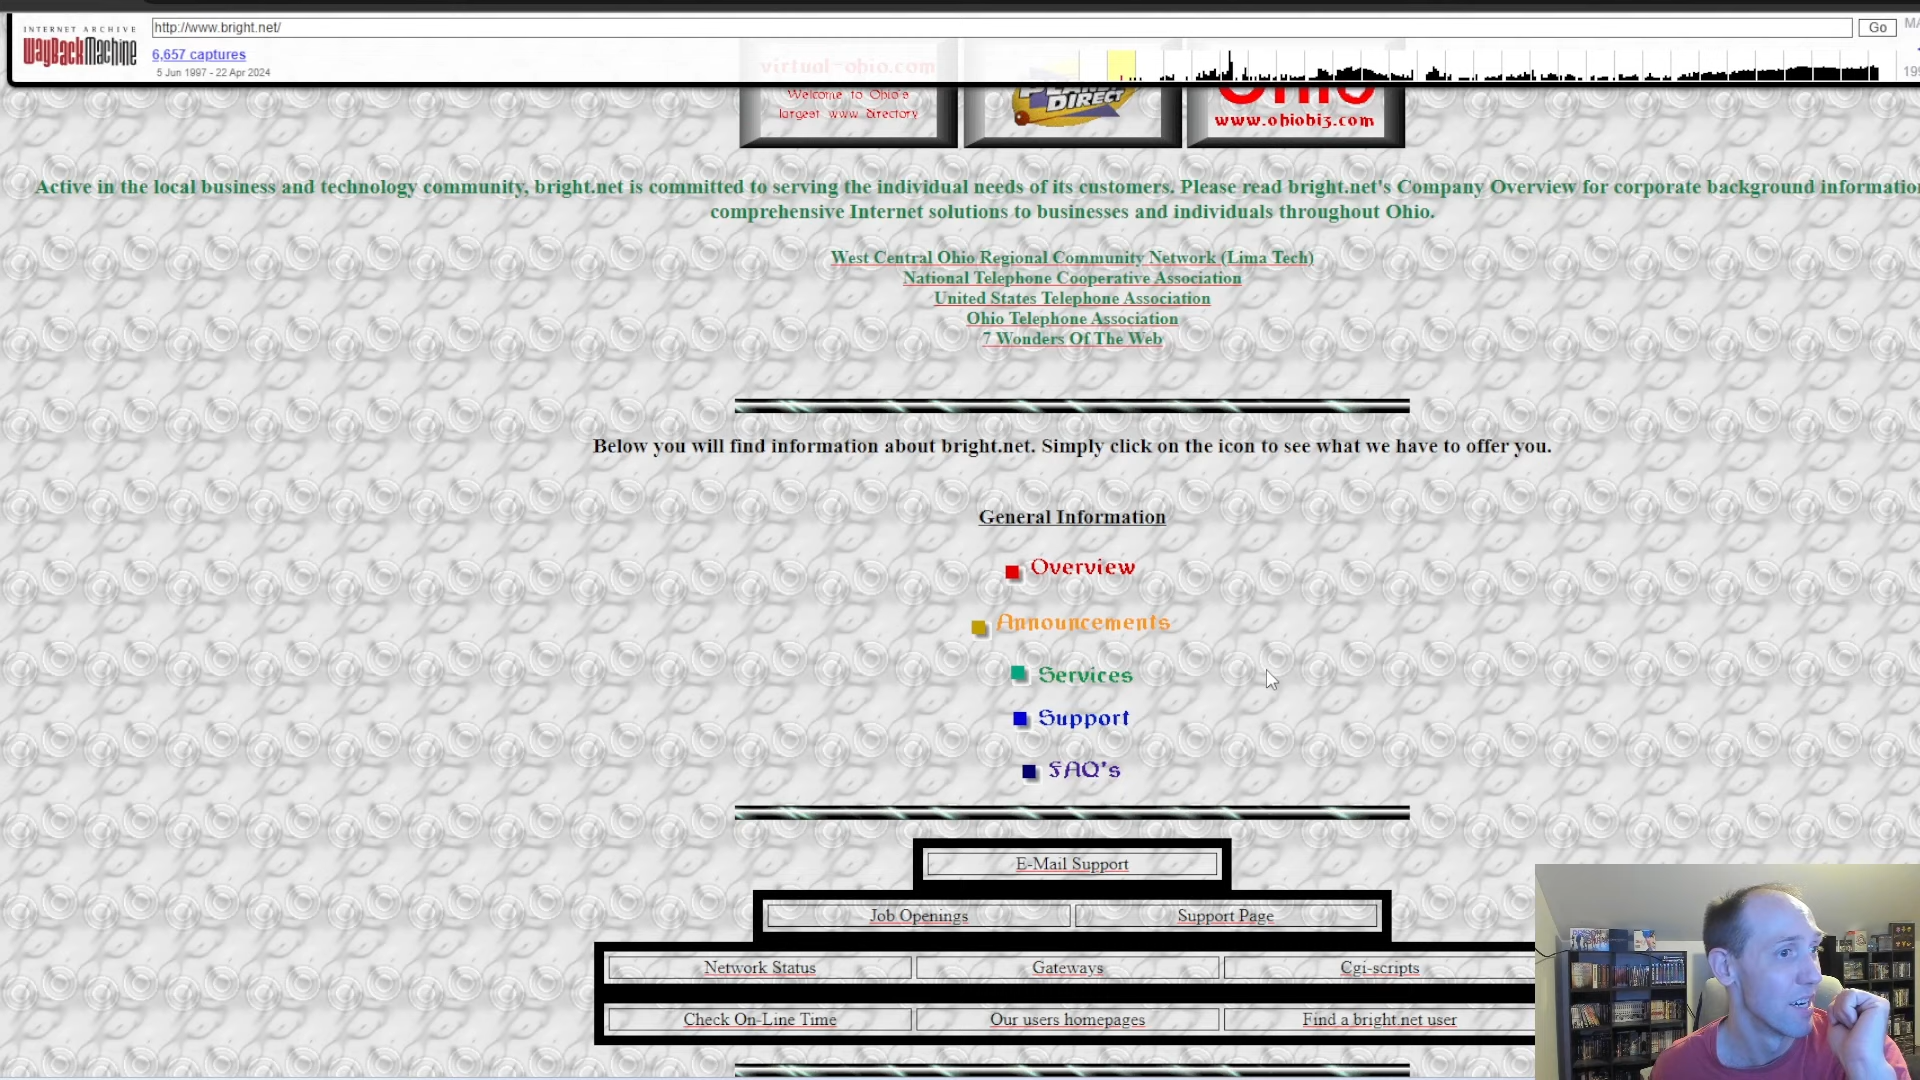 INTERNET ARCHIVE
WayBackMachine
http://www.bright.net/
Go
6,657 captures
5 Jun 1997 - 22 Apr 2024
virtual-ohio.com
Welcome to Ohio's
largest www directory
DIRECT
Ohio
www.ohiobiz.com
Active in the local business and technology community, bright.net is committed to serving the individual needs of its customers. Please read bright.net's Company Overview for corporate background
comprehensive Internet solutions to businesses and individuals throughout Ohio.
West Central Ohio Regional Community Network (Lima Tech)
National Telephone Cooperative Association
United States Telephone Association
Ohio Telephone Association
7 Wonders Of The Web
Below you will find information about bright.net. Simply click on the icon to see what we have to offer you.
General Information
Overview
Announcements
Services
Support
FAQ's
E-Mail Support
Job Openings
Support Page
Network Status
Gateways
Cgi-scripts
Check On-Line Time
Our users homepages
Find a bright.net user